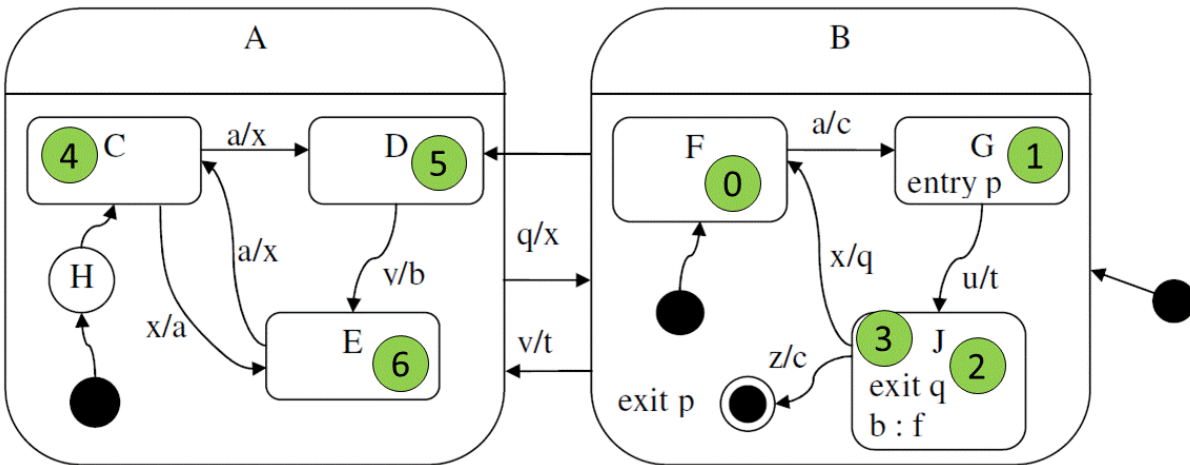 A
B
4
C
a/x
D
5
F
0
a/c
G
1
entry p
H
a/x
v/b
q/x
x/q
u/t
x/a
E
6
v/t
3
J
2
z/c
exit q
exit p
b : f